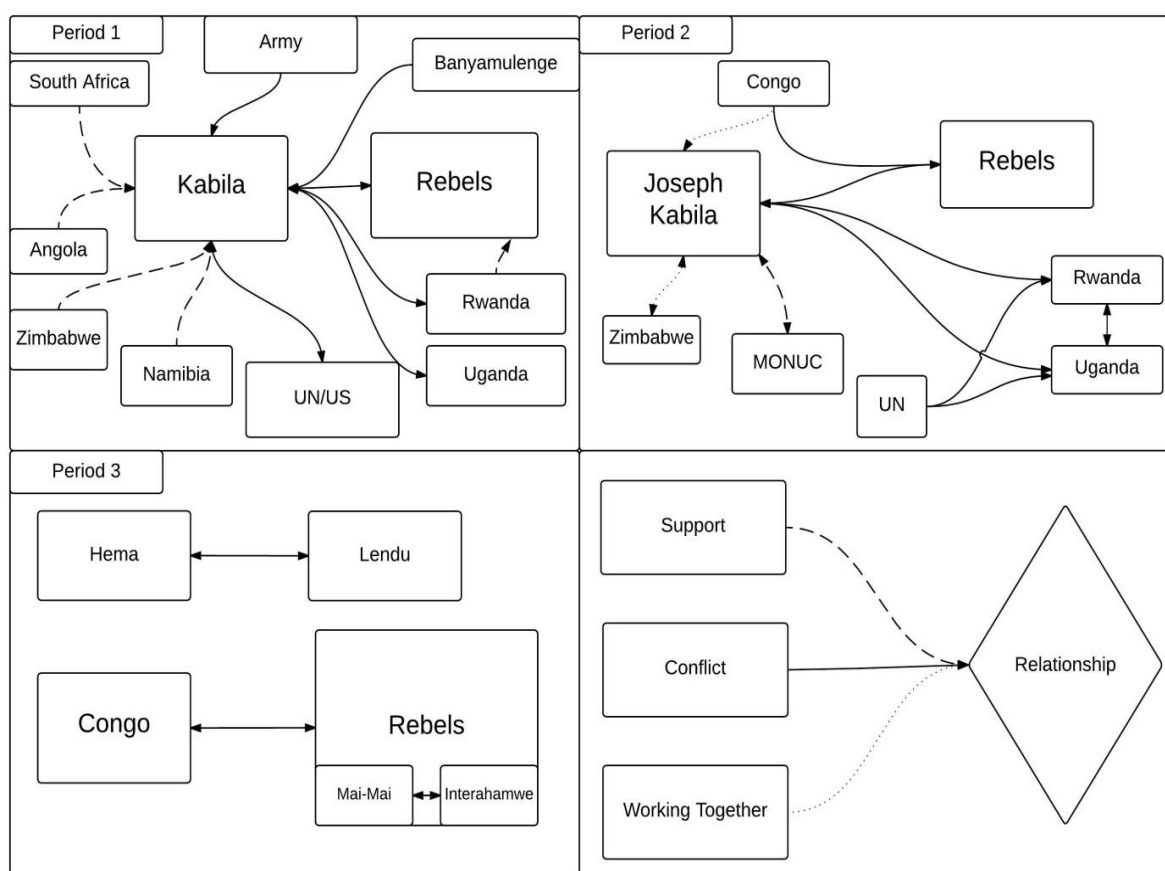 Period 1
Army
South Africa
Banyamulenge
Kabila
Rebels
Angola
Rwanda
Zimbabwe
Namibia
UN/US
Uganda
Period 2
Congo
Joseph
Kabila
Rebels
Zimbabwe
MONUC
Rwanda
Uganda
UN
Period 3
Hema
Lendu
Congo
Rebels
Mai-Mai
Interahamwe
Support
Conflict
Working Together
Relationship